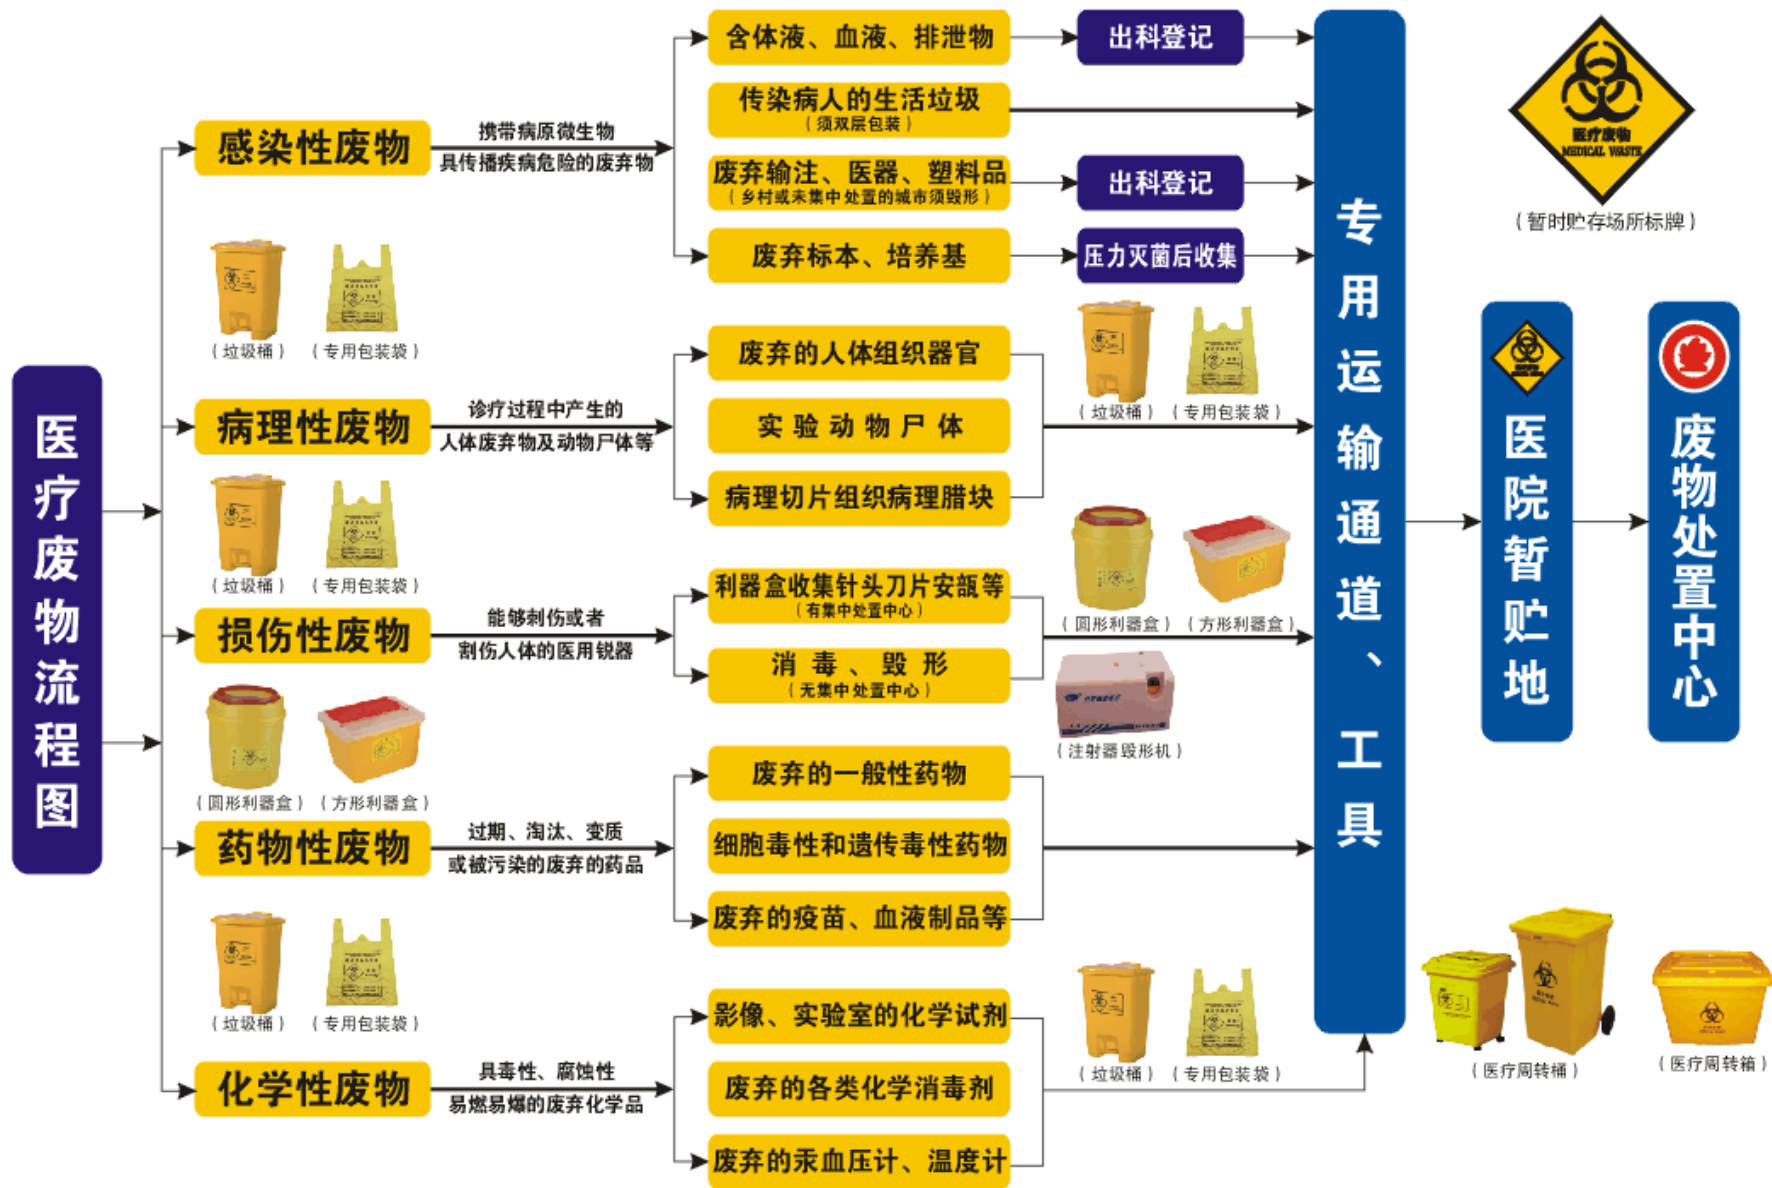 医疗废物流程图
感染性废物
携带病原微生物
具传播疾病危险的废弃物
含体液、血液、排泄物
出科登记
传染病人的生活垃圾
(须双层包装)
废弃输注、医器、塑料品
(乡村或未集中处置的城市须毁形)
出科登记
废弃标本、培养基
压力灭菌后收集
(垃圾桶)
(专用包装袋)
病理性废物
诊疗过程中产生的
人体废弃物及动物尸体等
废弃的人体组织器官
实验动物尸体
病理切片组织病理腊块
(垃圾桶)
(专用包装袋)
(垃圾桶)
(专用包装袋)
损伤性废物
能够刺伤或者
割伤人体的医用锐器
利器盒收集针头刀片安瓿等
(有集中处置中心)
消毒、毁形
(无集中处置中心)
(圆形利器盒)
(方形利器盒)
(注射器毁形机)
(圆形利器盒)
(方形利器盒)
药物性废物
过期、淘汰、变质
或被污染的废弃的药品
废弃的一般性药物
细胞毒性和遗传毒性药物
废弃的疫苗、血液制品等
(垃圾桶)
(专用包装袋)
化学性废物
具毒性、腐蚀性
易燃易爆的废弃化学品
影像、实验室的化学试剂
废弃的各类化学消毒剂
废弃的汞血压计、温度计
(垃圾桶)
(专用包装袋)
专用运输通道、工具
医疗废物
MEDICAL WASTE
(暂时贮存场所标牌)
医院暂贮地
废物处置中心
(医疗周转桶)
(医疗周转箱)